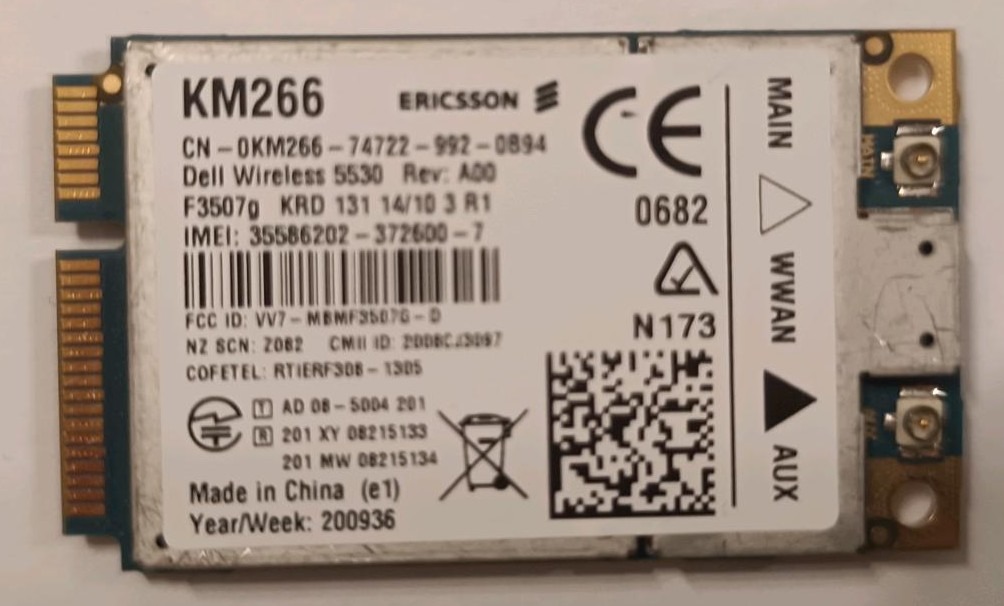 KM266
ERICSSON
CN-0KM266-74722-992-0894
Dell Wireless 5530 Rev: A00
F3507g KRD 131 14/10 3 R1
IMEI: 35586202-372600-7
FCC ID: VV7-MBMF3507G-D
NZ SCN: Z082 CMII ID: 2008CJ3097
COFETEL: RTIERF308-1305
T AD 08-5004 201
R 201 XY 08215133
201 MW 08215134
Made in China (e1)
Year/Week: 200936
CE
0682
N173
MAIN
WWAN
AUX
MAIN